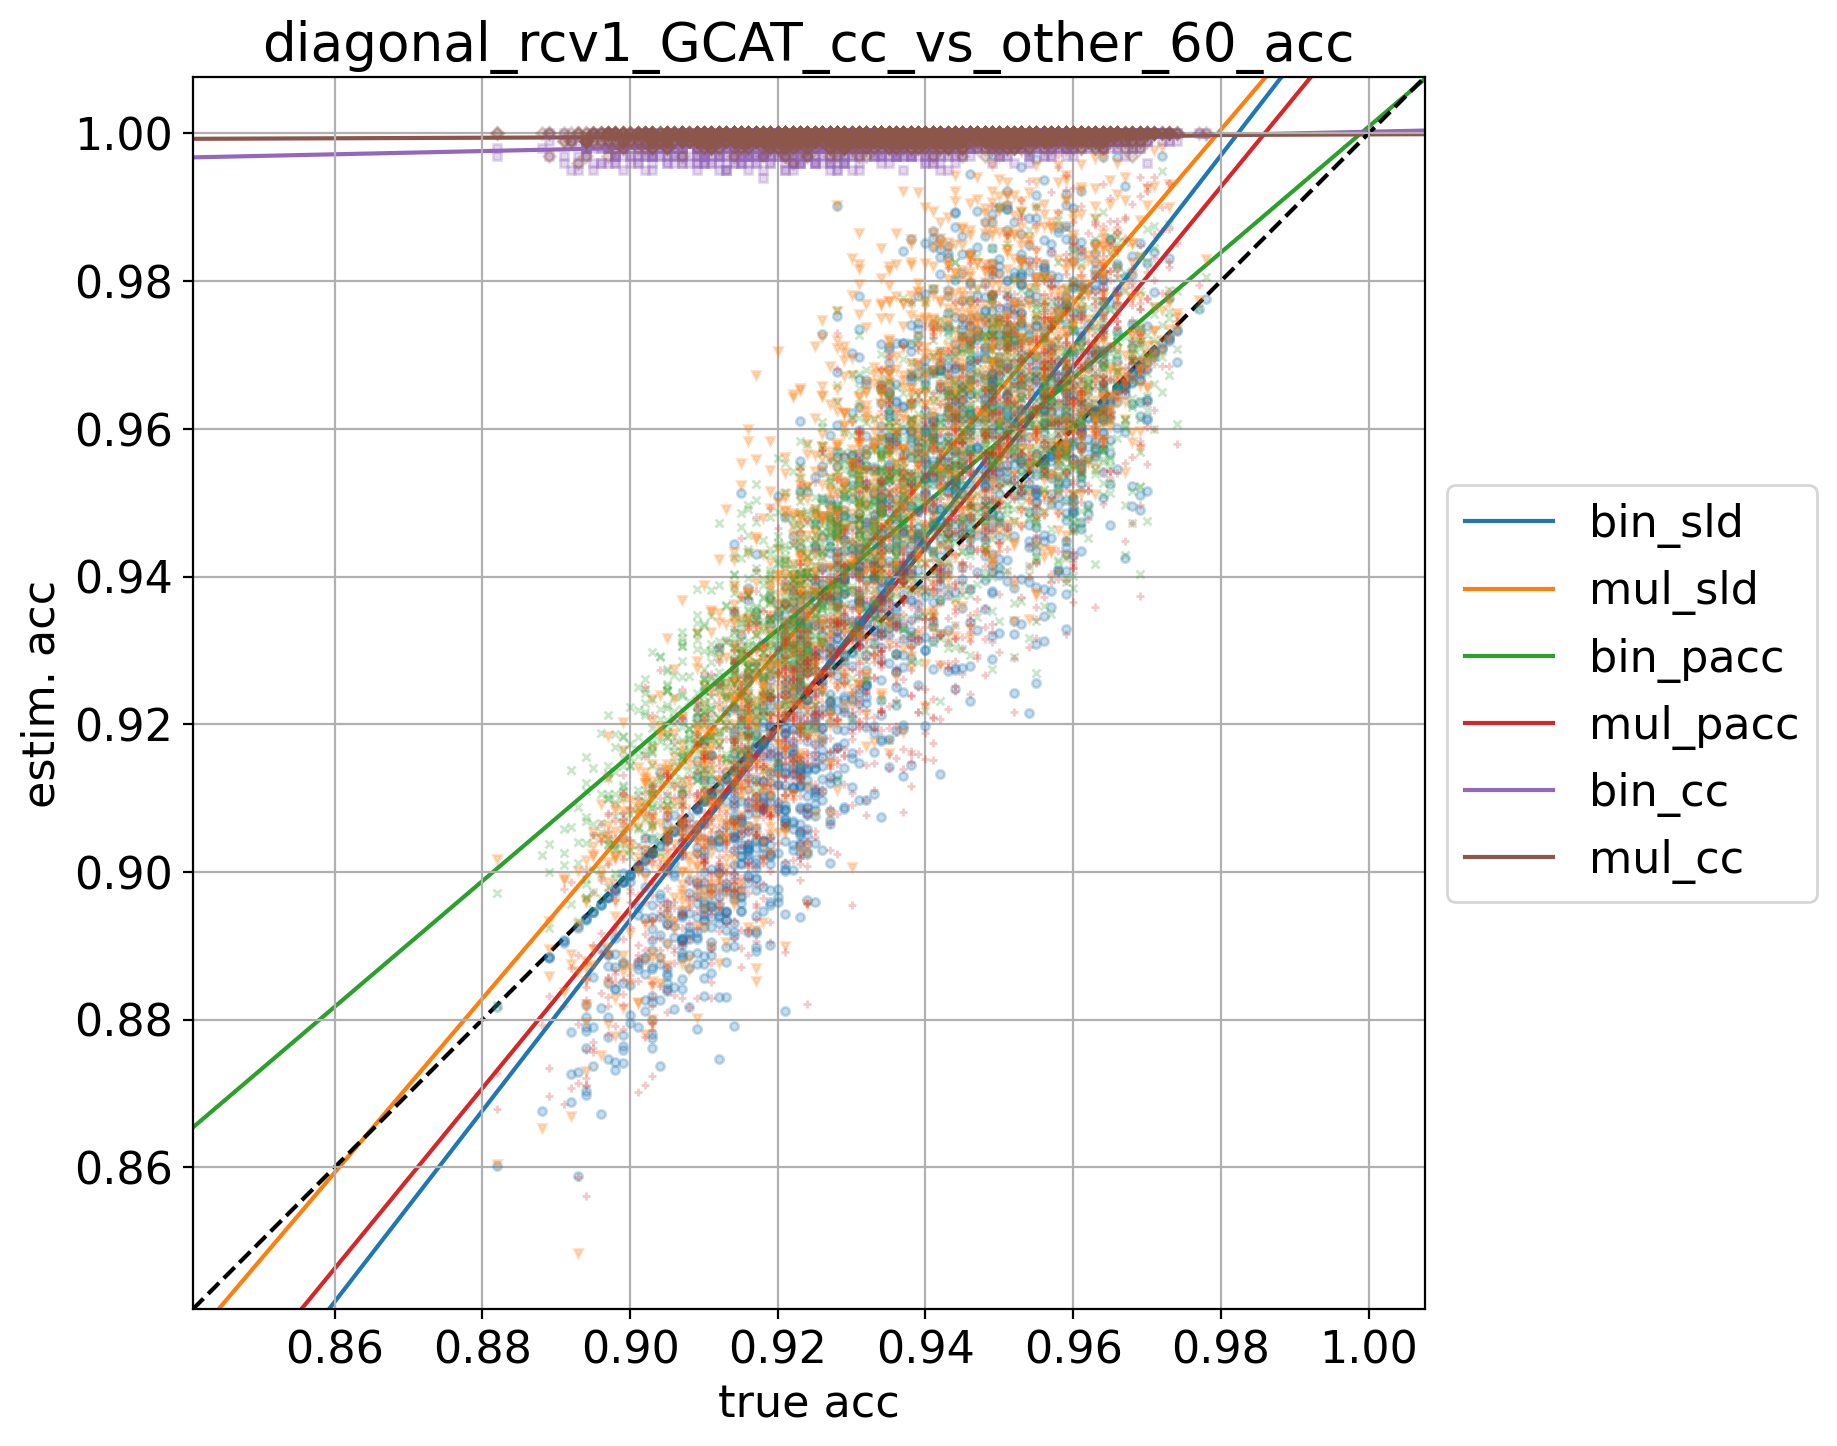 diagonal_rcv1_GCAT_cc_vs_other_60_acc
1.00
0.98
0.96
0.94
0.92
0.90
0.88
0.86
estim. acc
0.86 0.88 0.90 0.92 0.94 0.96 0.98 1.00
true acc
bin_sld
mul_sld
bin_pacc
mul_pacc
bin_cc
mul_cc